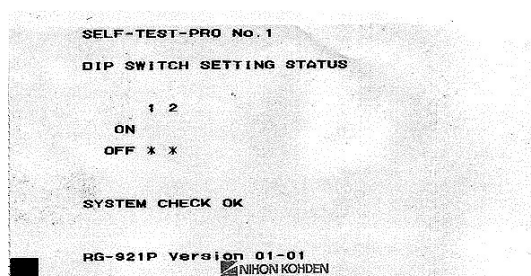 SELF-TEST-PRO No.1
DIP SWITCH SETTING STATUS
1 2
ON
OFF * *
SYSTEM CHECK OK
RG-921P Version 01-01
NIHON KOHDEN